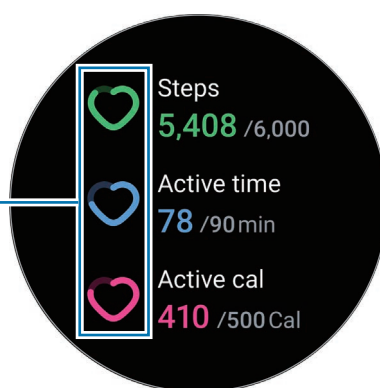 Steps
5,408 /6,000
Active time
78 /90 min
Active cal
410 /500 Cal